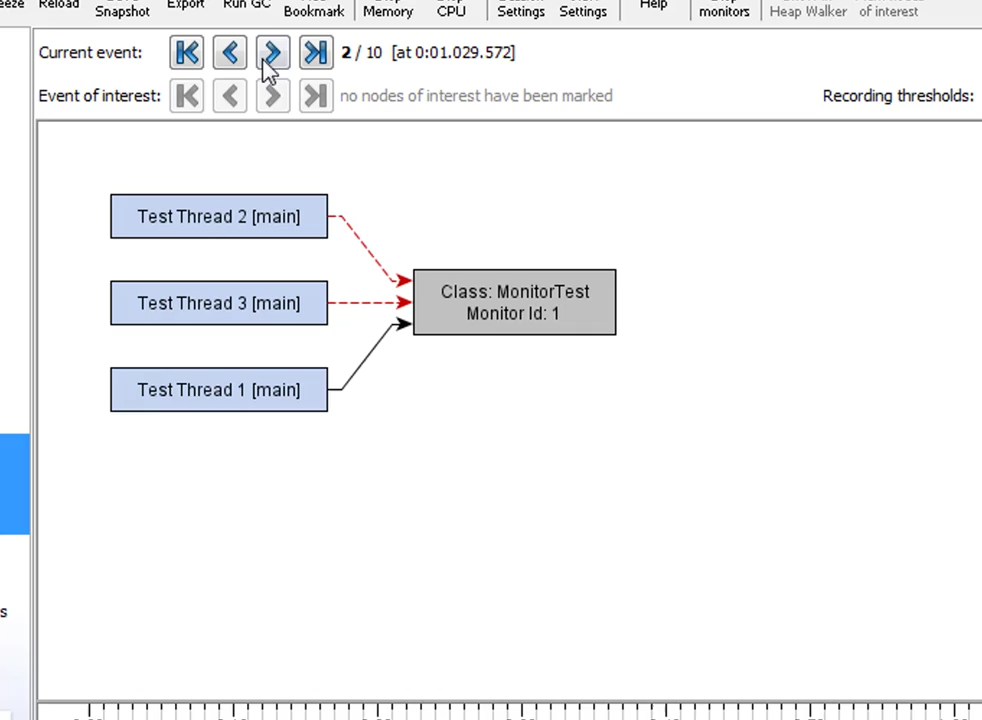 Reload
Snapshot
Export
Run GC
Bookmark
Memory
CPU
Session
Settings
Settings
Help
monitors
Heap Walker
of interest
Current event: 2 / 10 [at 0:01.029.572]
Event of interest: no nodes of interest have been marked Recording thresholds:
Test Thread 2 [main]
Test Thread 3 [main]
Test Thread 1 [main]
Class: MonitorTest
Monitor Id: 1
s